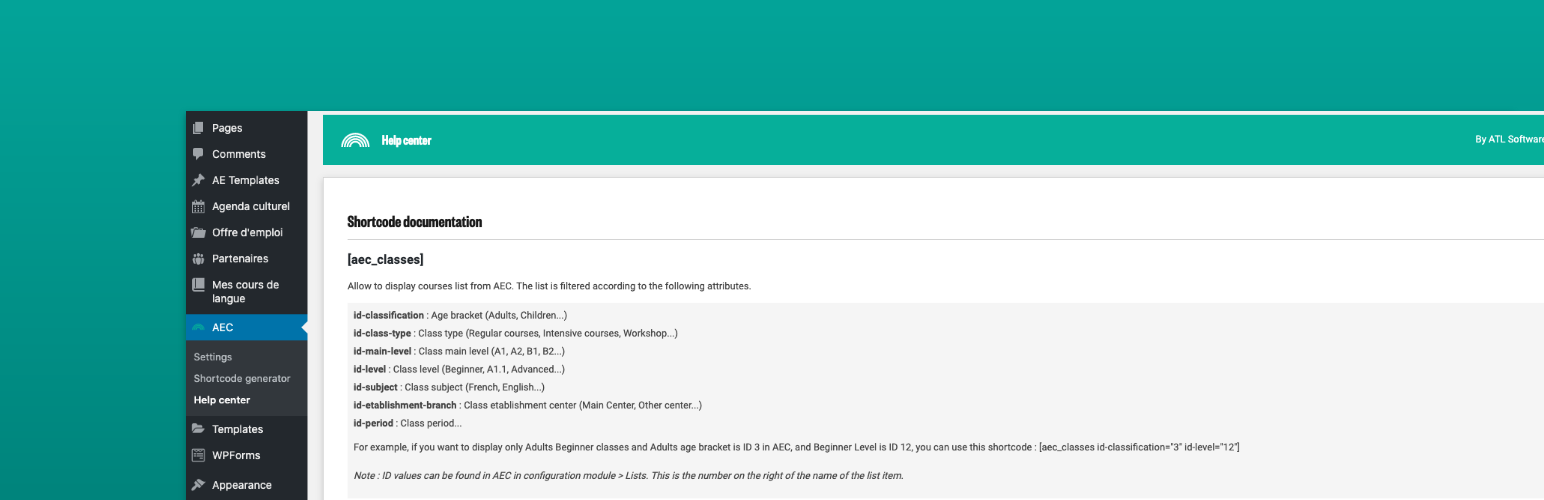 Pages
Comments
AE Templates
Agenda culturel
Offre d'emploi
Partenaires
Mes cours de
langue
AEC
Settings
Shortcode generator
Help center
Templates
WPForms
Appearance
Help center
By ATL Software
Shortcode documentation
[aec_classes]
Allow to display courses list from AEC. The list is filtered according to the following attributes.
id-classification : Age bracket (Adults, Children...)
id-class-type : Class type (Regular courses, Intensive courses, Workshop...)
id-main-level : Class main level (A1, A2, B1, B2...)
id-level : Class level (Beginner, A1.1, Advanced...)
id-subject : Class subject (French, English...)
id-etablishment-branch : Class etablishment center (Main Center, Other center...)
id-period : Class period...
For example, if you want to display only Adults Beginner classes and Adults age bracket is ID 3 in AEC, and Beginner Level is ID 12, you can use this shortcode : [aec_classes id-classification="3" id-level="12"]
Note : ID values can be found in AEC in configuration module > Lists. This is the number on the right of the name of the list item.